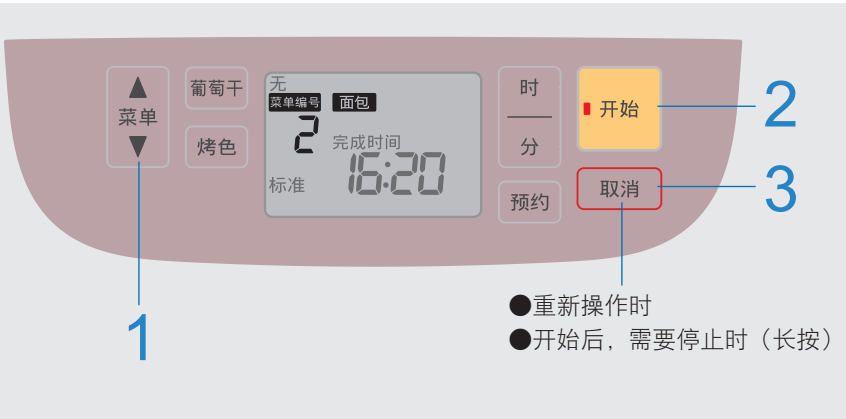 菜单
葡萄干
烤色
无
菜单编号 面包
2
完成时间
16:20
标准
时
分
预约
开始
取消
1
2
3
●重新操作时
●开始后，需要停止时（长按）